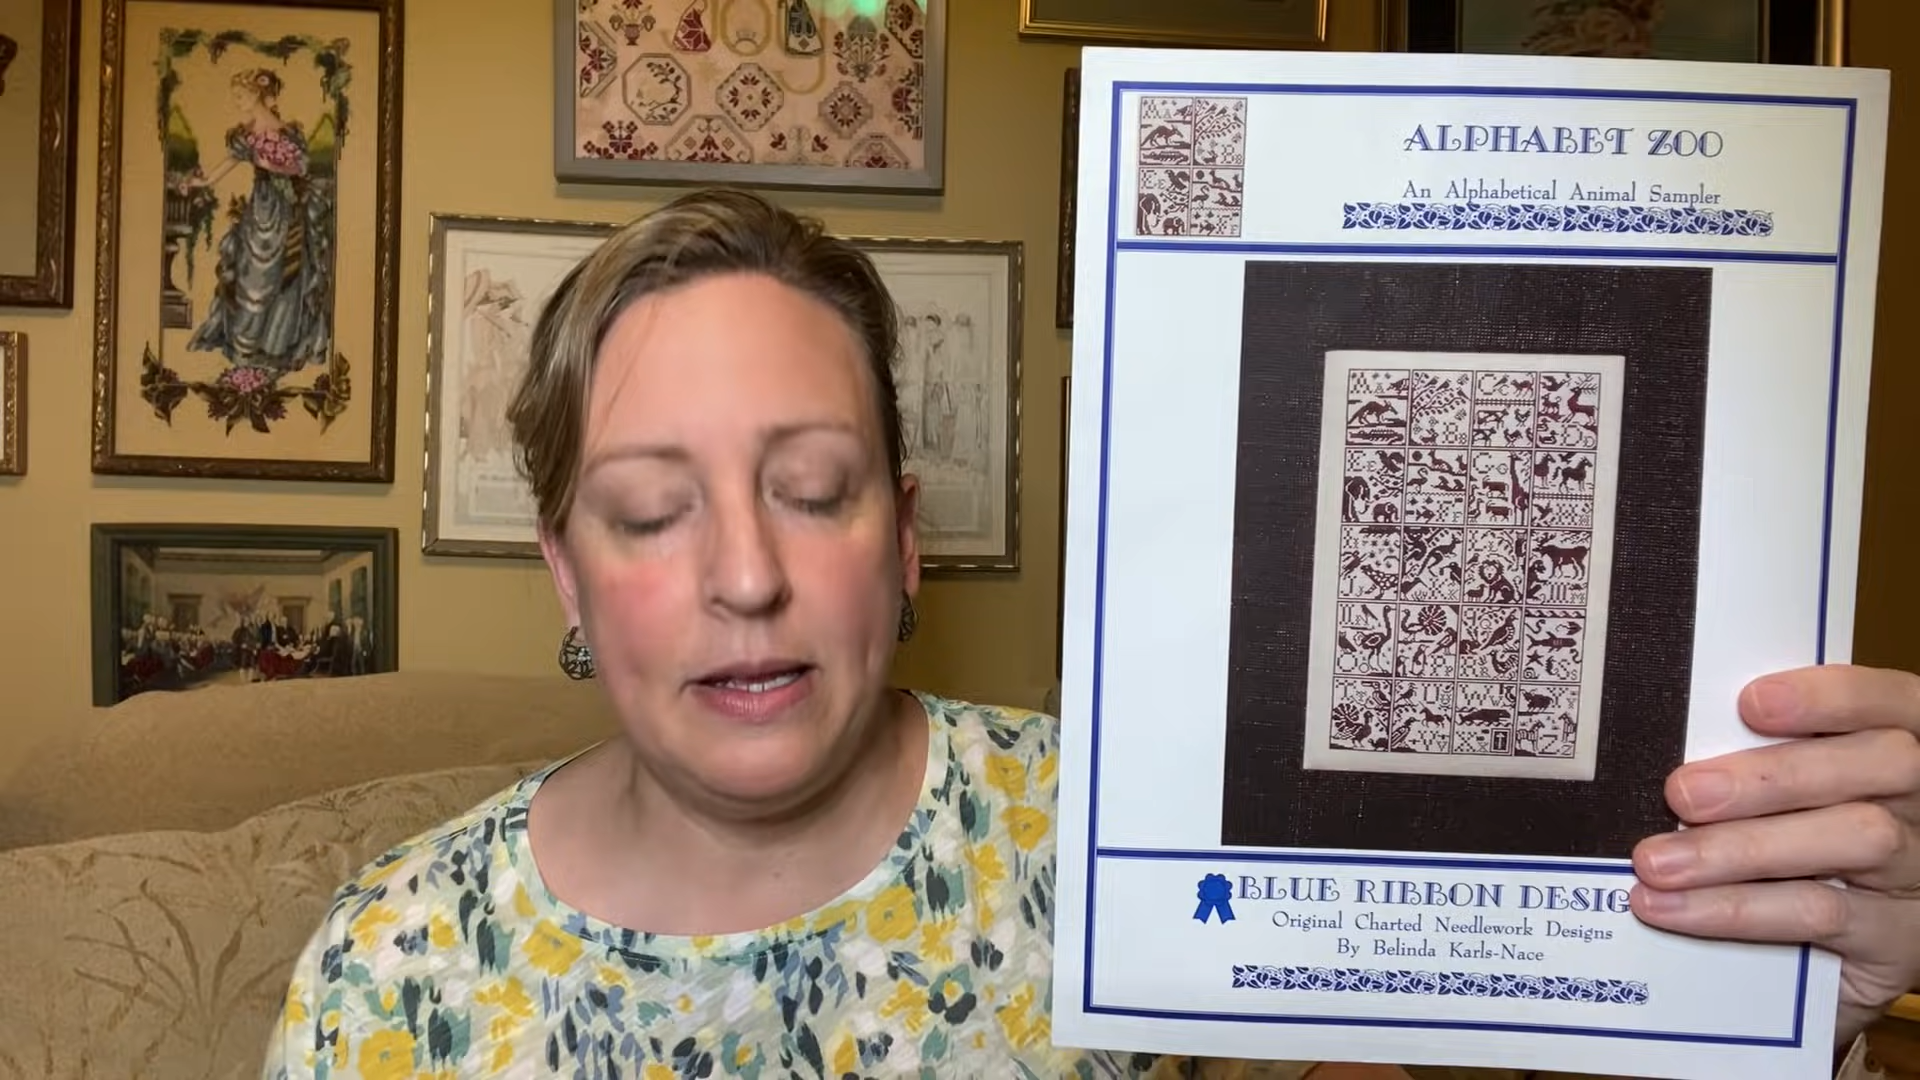 ALPHABET ZOO
An Alphabetical Animal Sampler
BLUE RIBBON DESIG
Original Charted Needlework Designs
By Belinda Karls-Nace